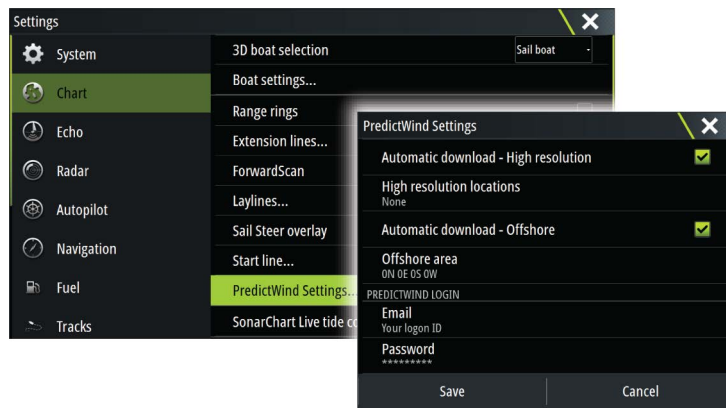 Settings
System
Chart
Echo
Radar
Autopilot
Navigation
Fuel
Tracks
3D boat selection
Sail boat
Boat settings...
Range rings
Extension lines...
ForwardScan
Laylines...
Sail Steer overlay
Start line...
PredictWind Settings...
SonarChart Live tide
PredictWind Settings
Automatic download - High resolution
High resolution locations
None
Automatic download - Offshore
Offshore area
0N 0E 0S 0W
PREDICTWIND LOGIN
Email
Your logon ID
Password
*********
Save
Cancel